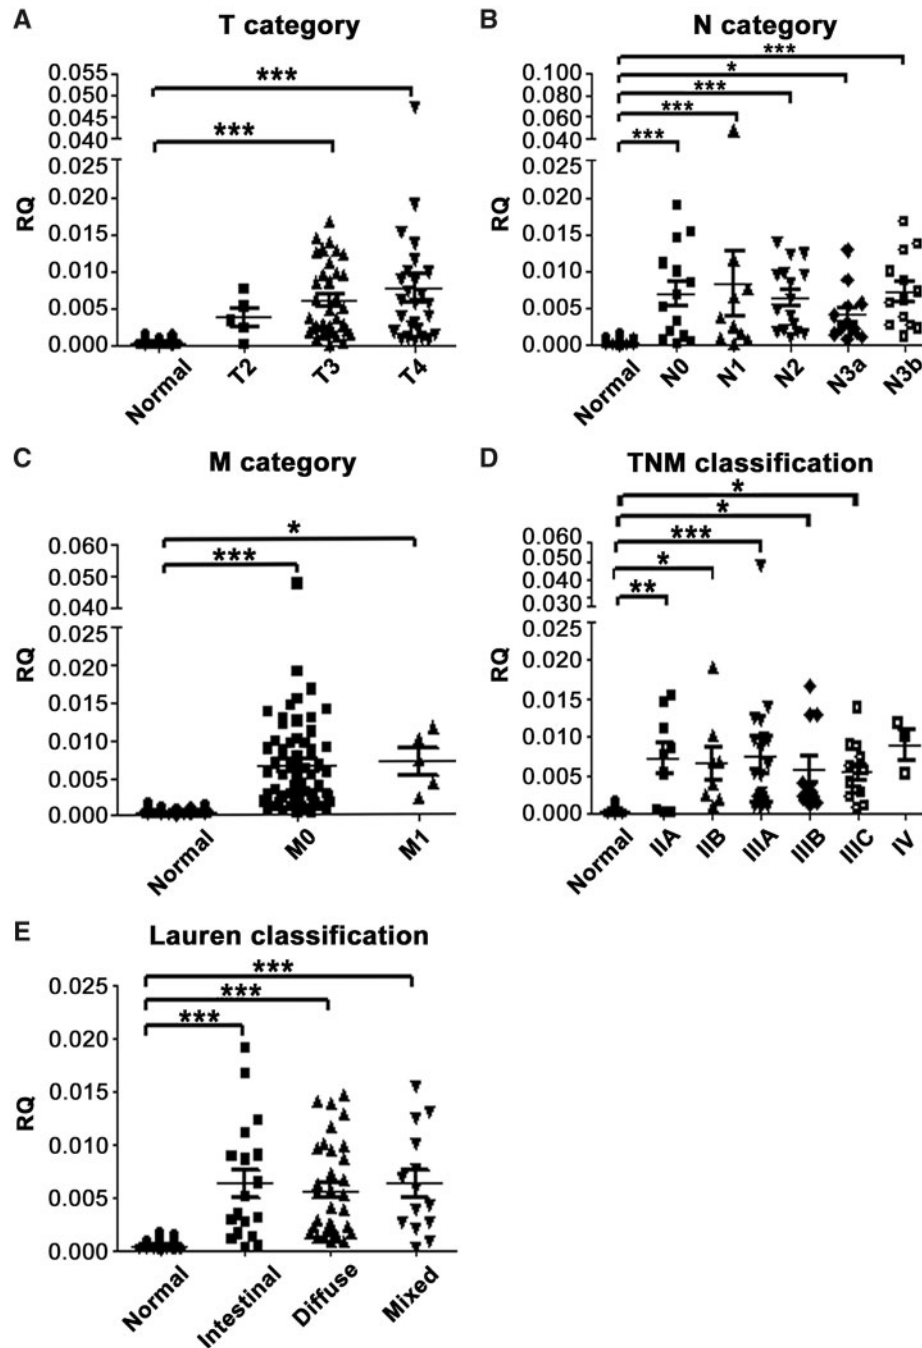 A
T category
***
***
0.055
0.050
0.045
0.040
0.025
0.020
0.015
0.010
0.005
0.000
RQ
Normal
T2
T3
T4
B
N category
***
*
***
***
***
0.100
0.080
0.060
0.040
0.025
0.020
0.015
0.010
0.005
0.000
RQ
Normal
N0
N1
N2
N3a
N3b
C
M category
*
***
0.060
0.050
0.040
0.025
0.020
0.015
0.010
0.005
0.000
RQ
Normal
M0
M1
D
TNM classification
*
*
***
*
**
0.060
0.050
0.040
0.030
0.025
0.020
0.015
0.010
0.005
0.000
RQ
Normal
IIA
IIB
IIIA
IIIB
IIIC
IV
E
Lauren classification
***
***
***
0.025
0.020
0.015
0.010
0.005
0.000
RQ
Normal
Intestinal
Diffuse
Mixed